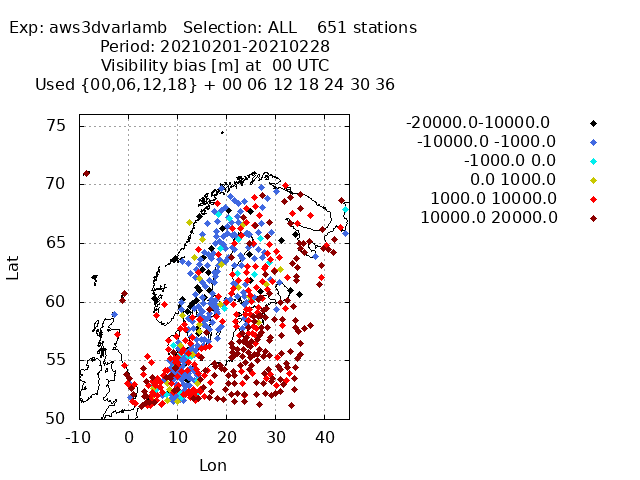 Exp: aws3dvarlamb   Selection: ALL    651 stations
Period: 20210201-20210228
Visibility bias [m] at  00 UTC
Used {00,06,12,18} + 00 06 12 18 24 30 36
-20000.0-10000.0
-10000.0 -1000.0
-1000.0 0.0
0.0 1000.0
1000.0 10000.0
10000.0 20000.0
75
70
65
60
55
50
Lat
-10 0 10 20 30 40
Lon